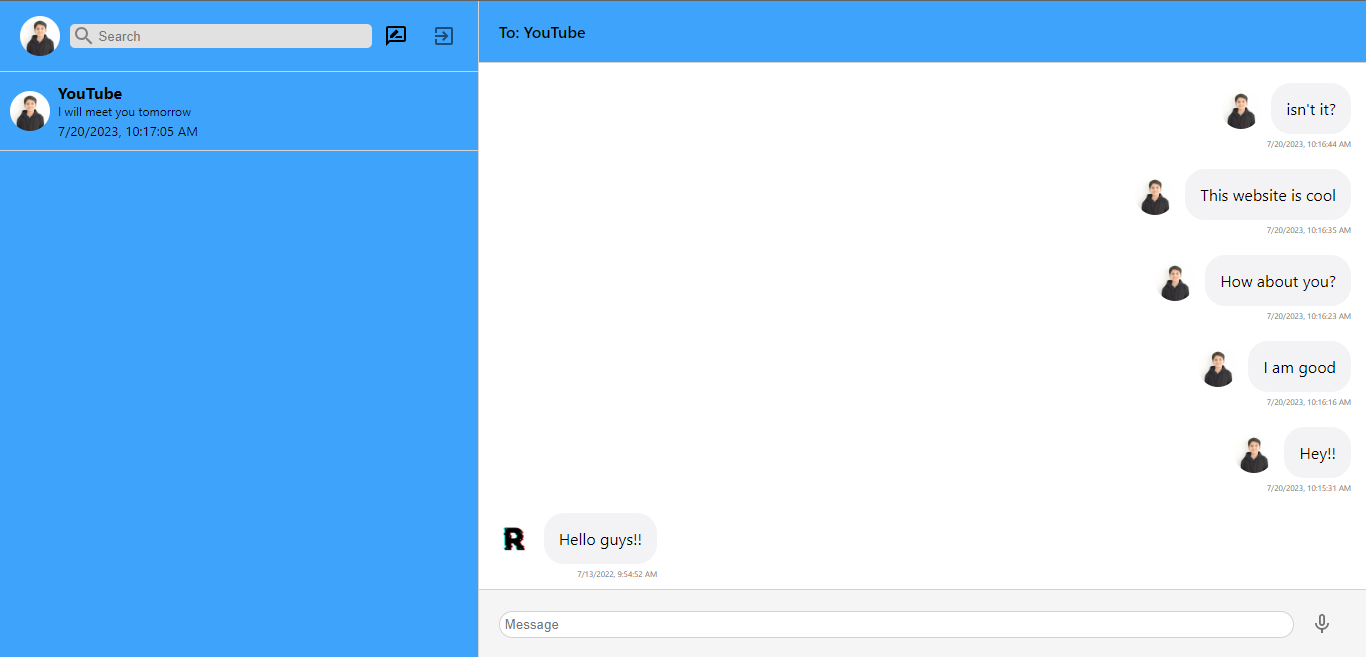 Search
YouTube
I will meet you tomorrow
7/20/2023, 10:17:05 AM
To: YouTube
isn't it?
7/20/2023, 10:16:44 AM
This website is cool
7/20/2023, 10:16:35 AM
How about you?
7/20/2023, 10:16:23 AM
I am good
7/20/2023, 10:16:16 AM
Hey!!
7/20/2023, 10:15:31 AM
R
Hello guys!!
7/13/2022, 9:54:52 AM
Message